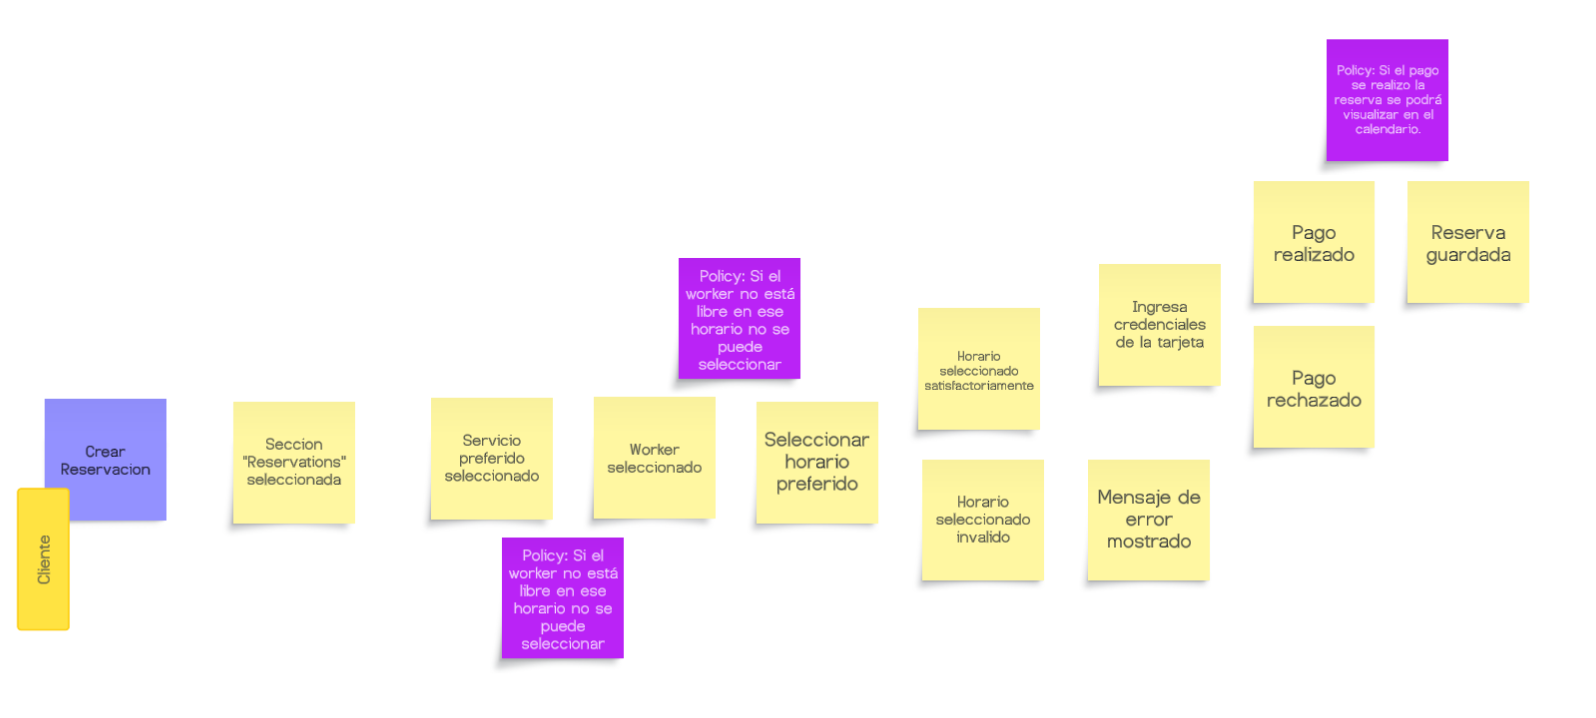 Policy: Si el pago
se realizo la
reserva se podrá
visualizar en el
calendario.
Pago
realizado
Reserva
guardada
Policy: Si el
worker no está
libre en ese
horario no se
puede
seleccionar
Ingresa
credenciales
de la tarjeta
Horario
seleccionado
satisfactoriamente
Pago
rechazado
Crear
Reservacion
Seccion
"Reservations"
seleccionada
Servicio
preferido
seleccionado
Worker
seleccionado
Seleccionar
horario
preferido
Horario
seleccionado
invalido
Mensaje de
error
mostrado
Cliente
Policy: Si el
worker no está
libre en ese
horario no se
puede
seleccionar